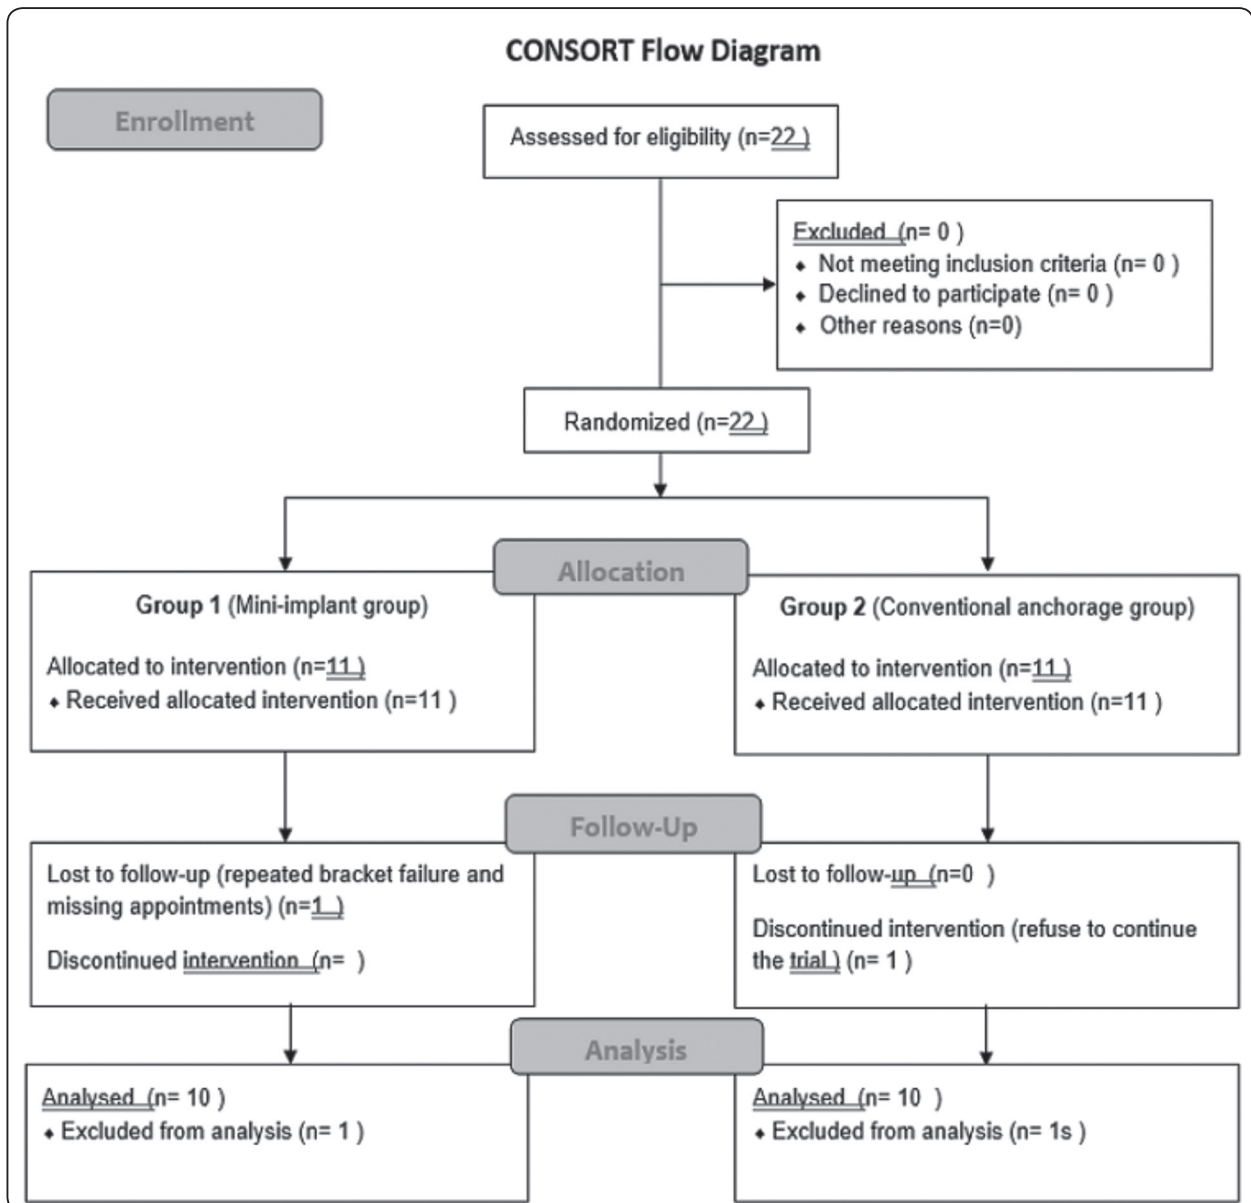 CONSORT Flow Diagram
Enrollment
Assessed for eligibility (n=22 )
Excluded (n= 0 )
♦ Not meeting inclusion criteria (n= 0 )
♦ Declined to participate (n= 0 )
♦ Other reasons (n=0)
Randomized (n=22 )
Allocation
Group 1 (Mini-implant group)
Allocated to intervention (n=11 )
♦ Received allocated intervention (n=11 )
Group 2 (Conventional anchorage group)
Allocated to intervention (n=11 )
♦ Received allocated intervention (n=11 )
Follow-Up
Lost to follow-up (repeated bracket failure and
missing appointments) (n=1 )
Discontinued intervention (n= )
Lost to follow-up (n=0 )
Discontinued intervention (refuse to continue
the trial ) (n= 1 )
Analysis
Analysed (n= 10 )
♦ Excluded from analysis (n= 1 )
Analysed (n= 10 )
♦ Excluded from analysis (n= 1s )